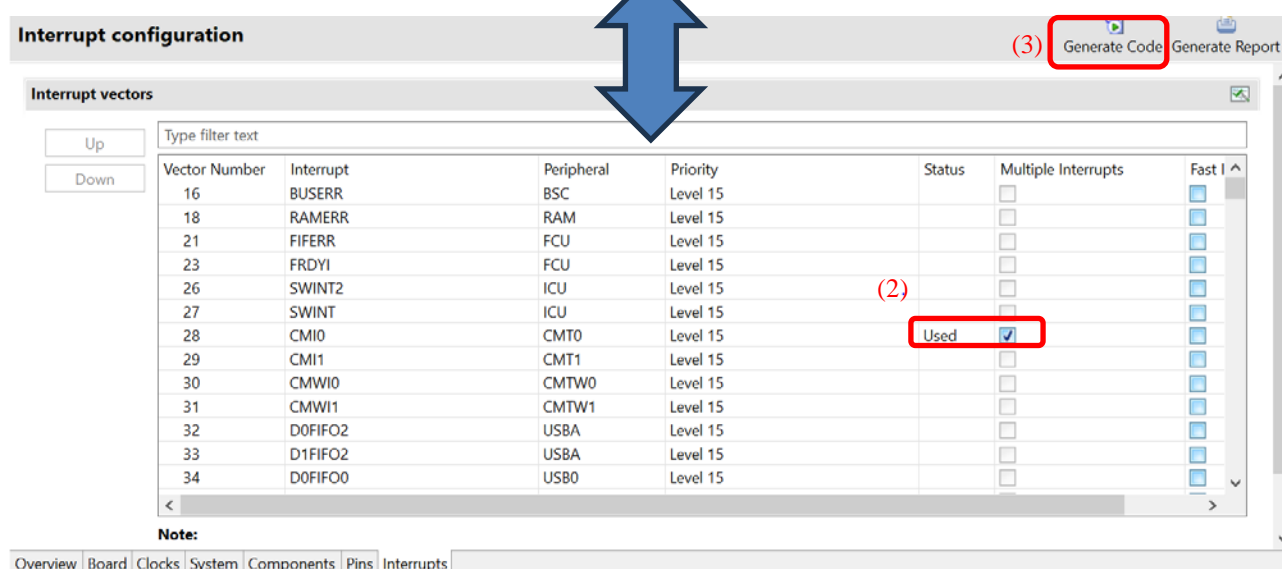 Interrupt configuration
(3) Generate Code Generate Report
Interrupt vectors
Up
Down
Type filter text
Vector Number Interrupt Peripheral Priority Status Multiple Interrupts Fast I
16 BUSERR BSC Level 15
18 RAMERR RAM Level 15
21 FIFERR FCU Level 15
23 FRDYI FCU Level 15
26 SWINT2 ICU Level 15 (2)
27 SWINT ICU Level 15
28 CMI0 CMT0 Level 15 Used
29 CMI1 CMT1 Level 15
30 CMWI0 CMTW0 Level 15
31 CMWI1 CMTW1 Level 15
32 D0FIFO2 USBA Level 15
33 D1FIFO2 USBA Level 15
34 D0FIFO0 USB0 Level 15
Note:
Overview Board Clocks System Components Pins Interrupts